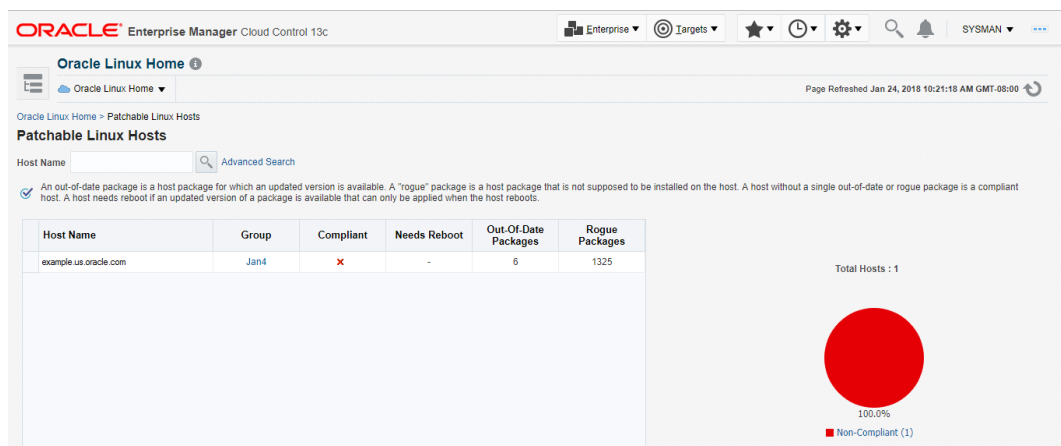 ORACLE Enterprise Manager Cloud Control 13c Enterprise Targets SYSMAN
Oracle Linux Home
Oracle Linux Home Page Refreshed Jan 24, 2018 10:21:18 AM GMT-08:00
Oracle Linux Home > Patchable Linux Hosts
Patchable Linux Hosts
Host Name Advanced Search
An out-of-date package is a host package for which an updated version is available. A "rogue" package is a host package that is not supposed to be installed on the host. A host without a single out-of-date or rogue package is a compliant
host. A host needs reboot if an updated version of a package is available that can only be applied when the host reboots.
Host Name Group Compliant Needs Reboot Out-Of-Date Packages Rogue Packages
example.us.oracle.com Jan4 - 6 1325
Total Hosts : 1
100.0%
Non-Compliant (1)